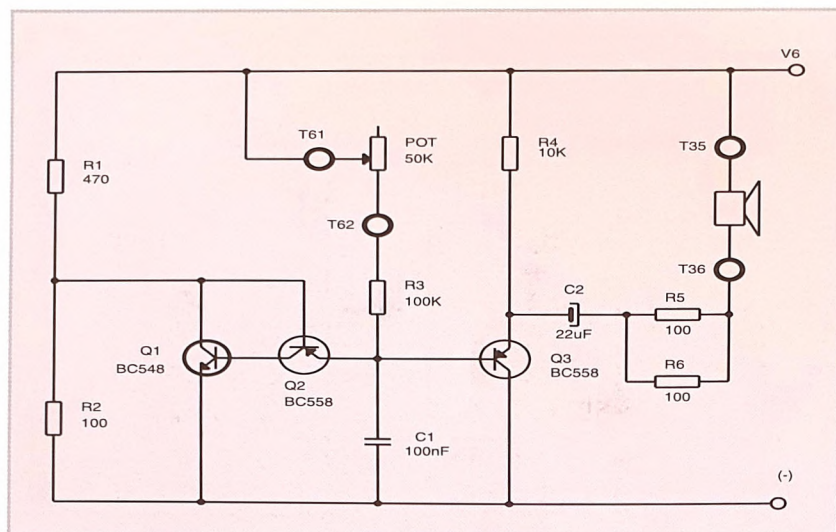 V6
T61
POT
50K
R4
10K
T35
R1
470
T62
T36
R3
100K
C2
22uF
R5
100
Q1
BC548
Q2
BC558
Q3
BC558
R6
100
R2
100
C1
100nF
(-)